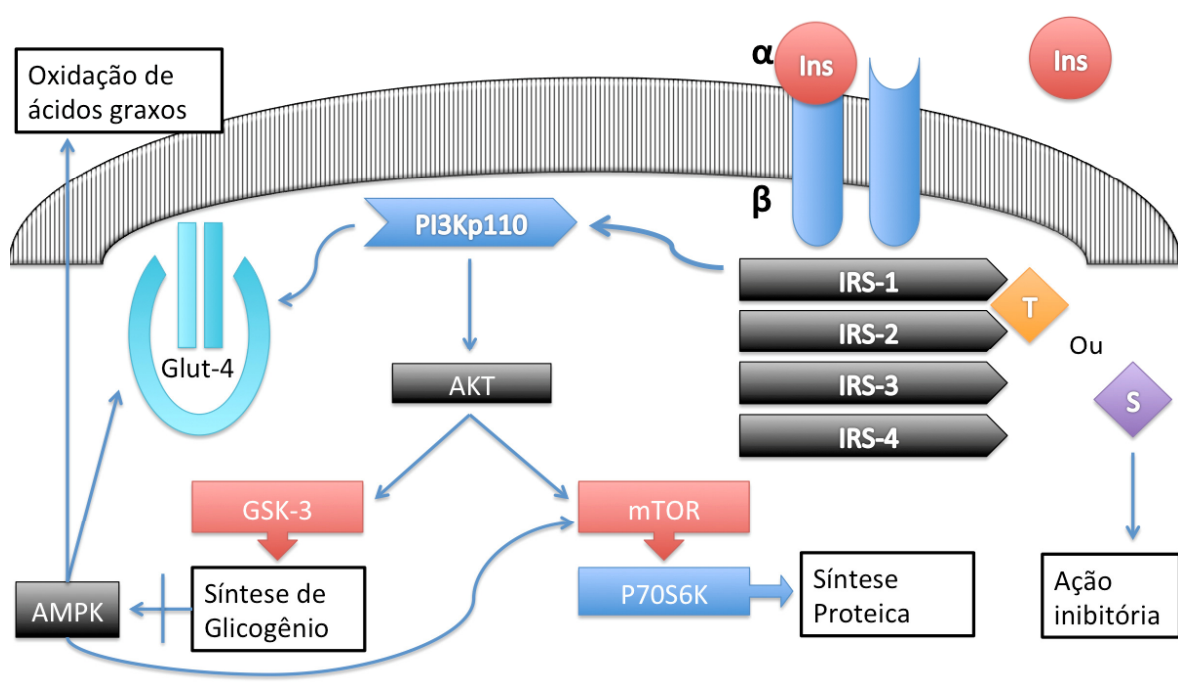 Oxidação de
ácidos graxos
α
Ins
Ins
β
PI3Kp110
IRS-1
T
IRS-2
Ou
Glut-4
AKT
IRS-3
S
IRS-4
GSK-3
mTOR
AMPK
Síntese de
Glicogênio
P70S6K
Síntese
Proteica
Ação
inibitória